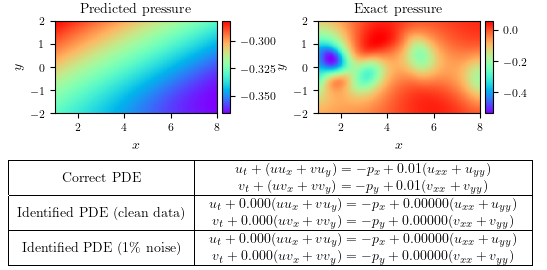 Predicted pressure
Exact pressure
2
1
0
−1
−2
y
2
4
6
8
x
−0.300
−0.325
−0.350
2
1
0
−1
−2
y
2
4
6
8
x
0.0
−0.2
−0.4
Correct PDE
u_t + (uu_x + vu_y) = −p_x + 0.01(u_xx + u_yy)
v_t + (uv_x + vv_y) = −p_y + 0.01(v_xx + v_yy)
Identified PDE (clean data)
u_t + 0.000(uu_x + vu_y) = −p_x + 0.00000(u_xx + u_yy)
v_t + 0.000(uv_x + vv_y) = −p_y + 0.00000(v_xx + v_yy)
Identified PDE (1% noise)
u_t + 0.000(uu_x + vu_y) = −p_x + 0.00000(u_xx + u_yy)
v_t + 0.000(uv_x + vv_y) = −p_y + 0.00000(v_xx + v_yy)